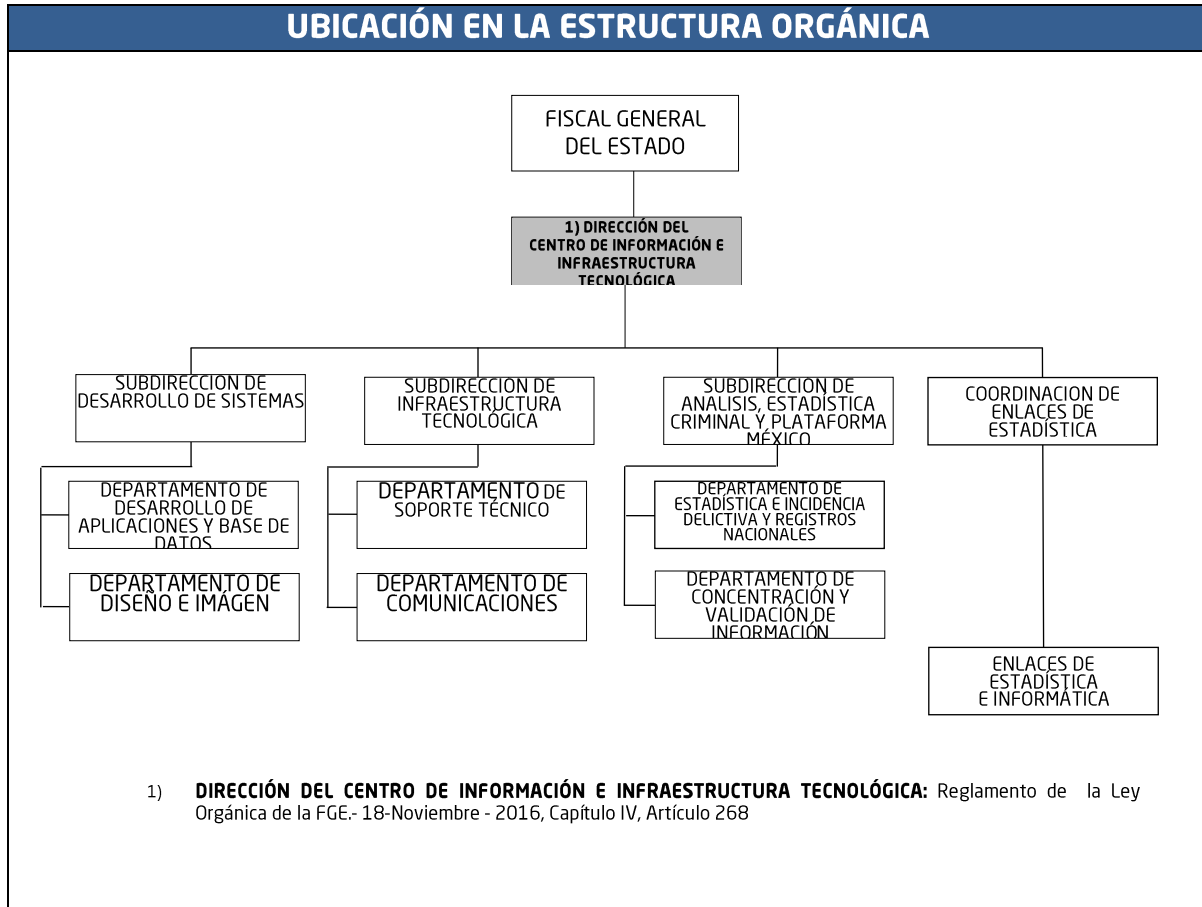 UBICACIÓN EN LA ESTRUCTURA ORGÁNICA
FISCAL GENERAL
DEL ESTADO
1) DIRECCIÓN DEL
CENTRO DE INFORMACIÓN E
INFRAESTRUCTURA
TECNOLÓGICA
SUBDIRECCION DE
DESARROLLO DE SISTEMAS
SUBDIRECCION DE
INFRAESTRUCTURA
TECNOLÓGICA
SUBDIRECCION DE
ANALISIS, ESTADÍSTICA
CRIMINAL Y PLATAFORMA
MÉXICO
COORDINACION DE
ENLACES DE
ESTADÍSTICA
DEPARTAMENTO DE
DESARROLLO DE
APLICACIONES Y BASE DE
DATOS
DEPARTAMENTO DE
SOPORTE TÉCNICO
DEPARTAMENTO DE
ESTADÍSTICA E INCIDENCIA
DELICTIVA Y REGISTROS
NACIONALES
DEPARTAMENTO DE
DISEÑO E IMÁGEN
DEPARTAMENTO DE
COMUNICACIONES
DEPARTAMENTO DE
CONCENTRACIÓN Y
VALIDACIÓN DE
INFORMACIÓN
ENLACES DE
ESTADÍSTICA
E INFORMÁTICA
1) DIRECCIÓN DEL CENTRO DE INFORMACIÓN E INFRAESTRUCTURA TECNOLÓGICA: Reglamento de la Ley
Orgánica de la FGE.- 18-Noviembre - 2016, Capítulo IV, Artículo 268